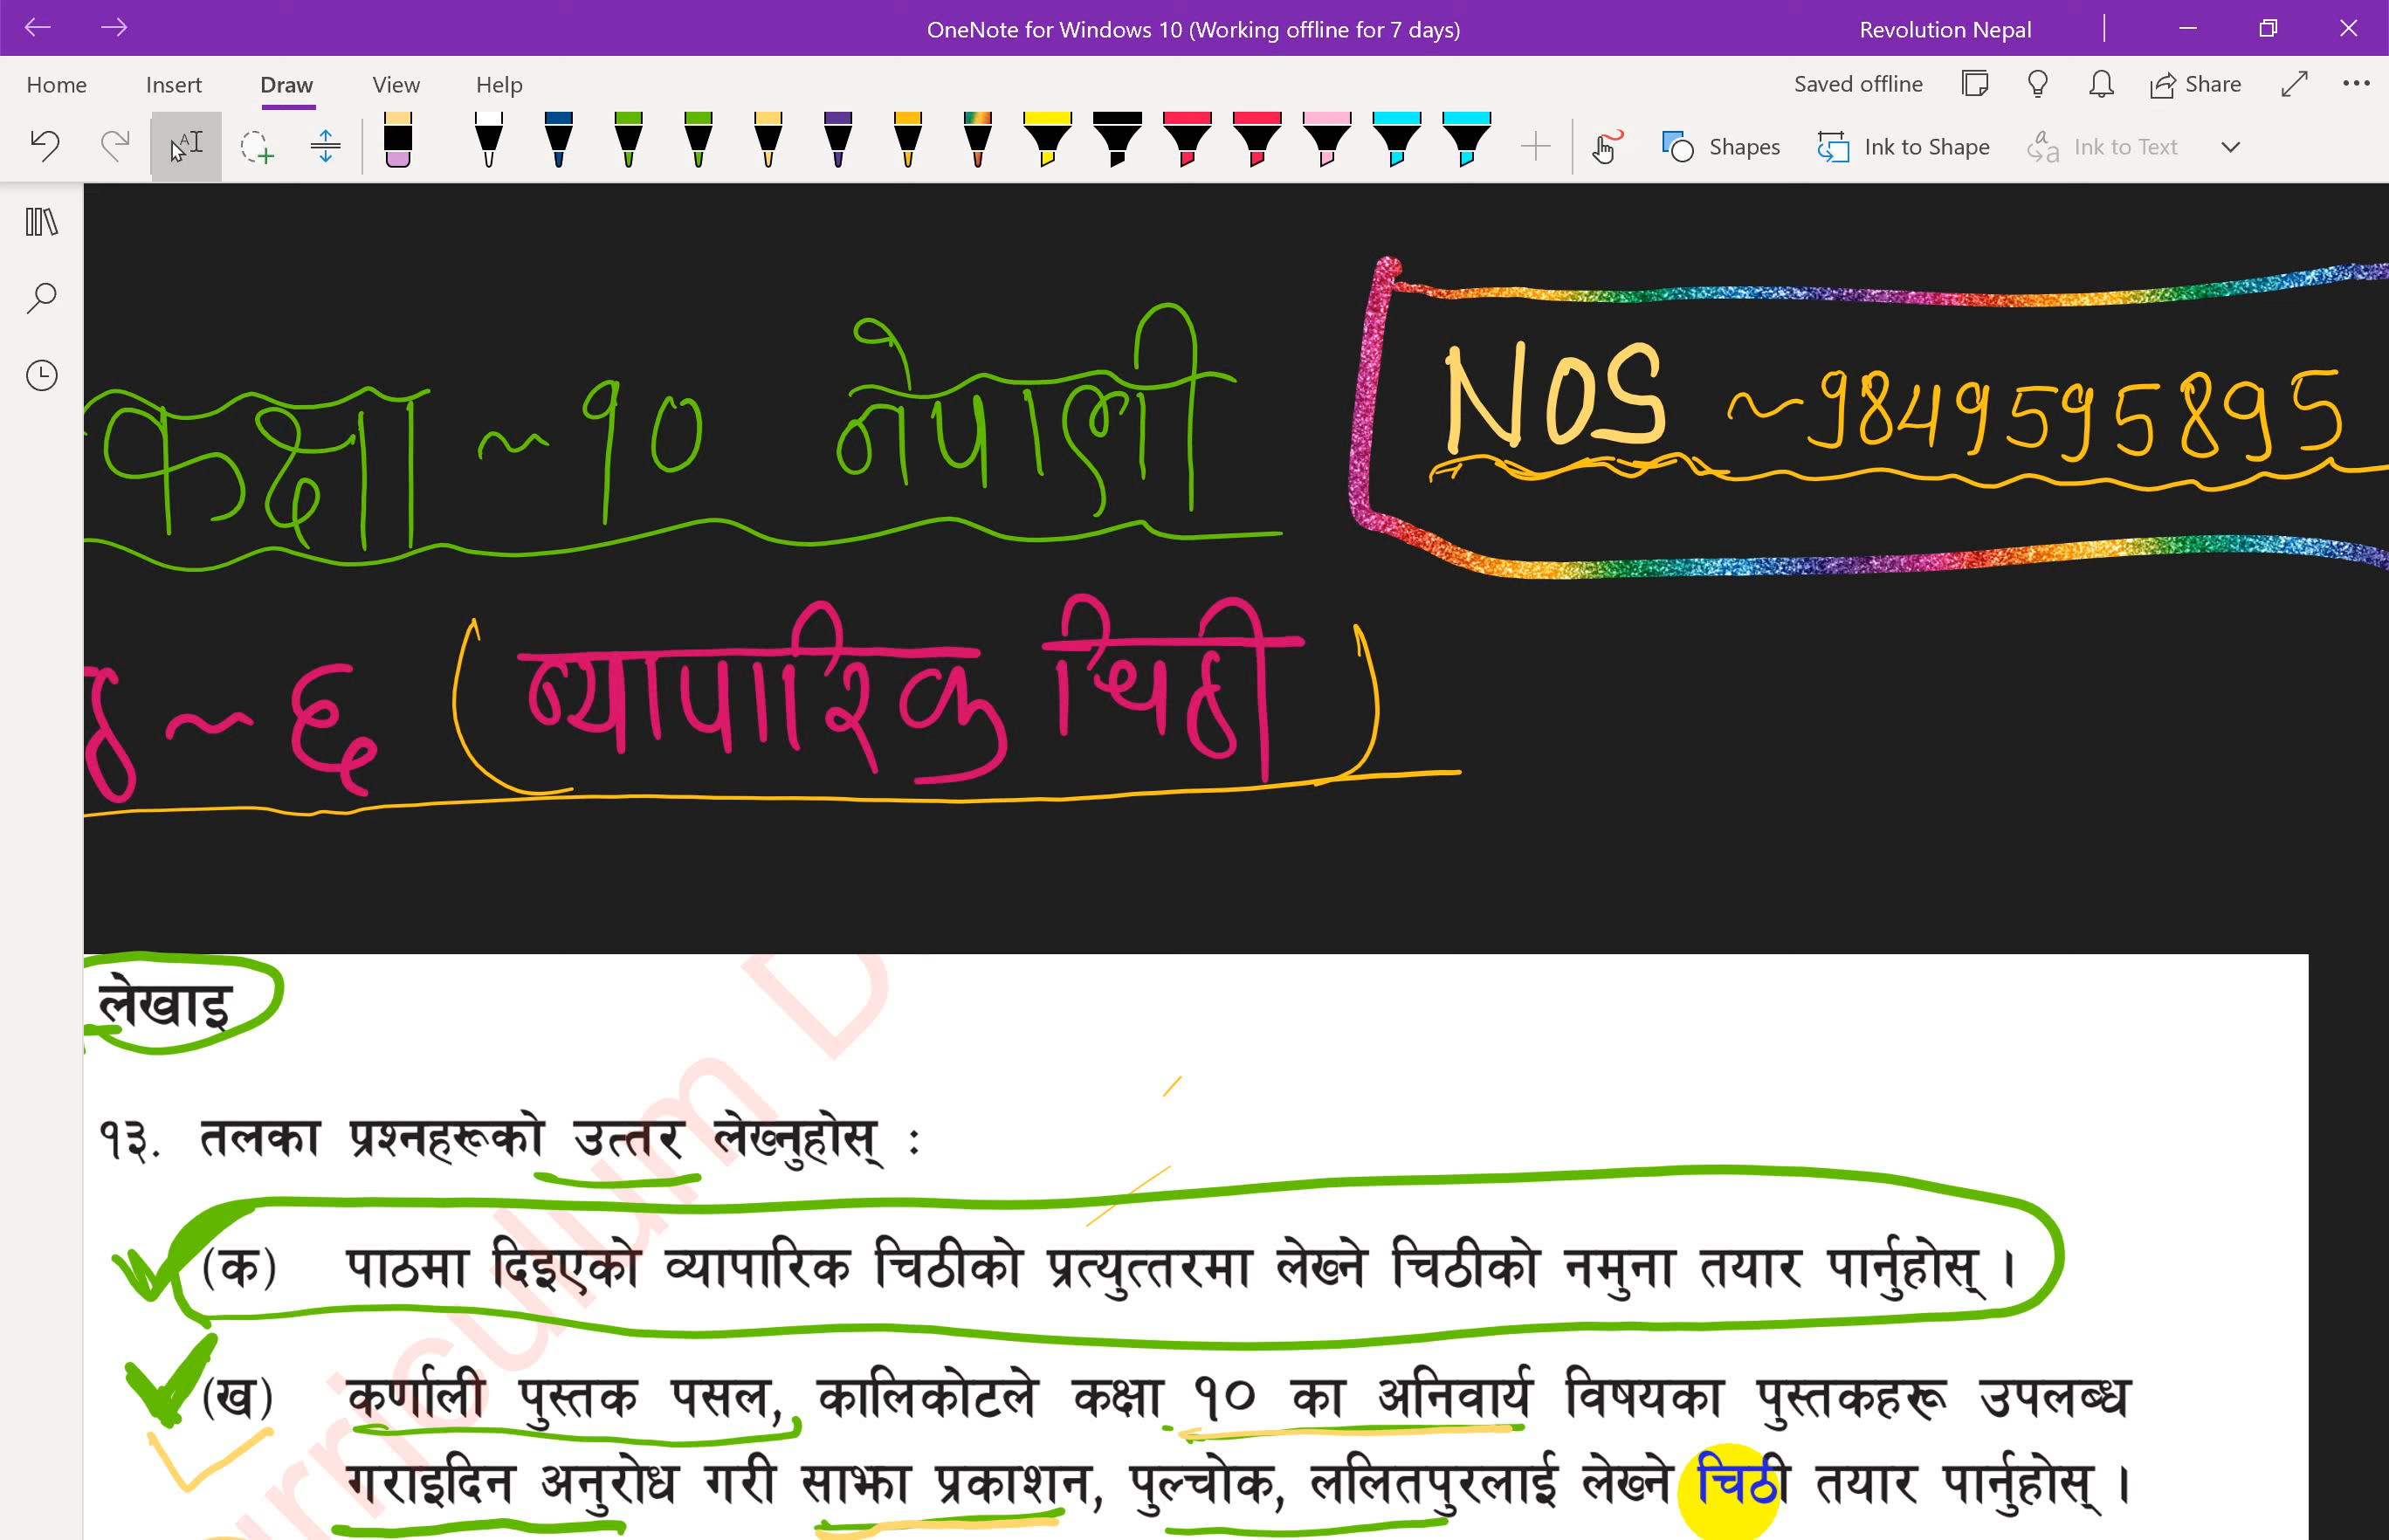 OneNote for Windows 10 (Working offline for 7 days)
Revolution Nepal
Home Insert Draw View Help
Saved offline Share
Shapes Ink to Shape Ink to Text
कक्षा ~ १० नेपाली
NOS ~ 9849595895
~ ६ (व्यापारिक चिठी)
लेखाइ
१३. तलका प्रश्नहरूको उत्तर लेख्नुहोस् :
(क) पाठमा दिइएको व्यापारिक चिठीको प्रत्युत्तरमा लेख्ने चिठीको नमुना तयार पार्नुहोस् ।
(ख) कर्णाली पुस्तक पसल, कालिकोटले कक्षा १० का अनिवार्य विषयका पुस्तकहरू उपलब्ध
गराइदिन अनुरोध गरी साझा प्रकाशन, पुल्चोक, ललितपुरलाई लेख्ने चिठी तयार पार्नुहोस् ।
urriculum D